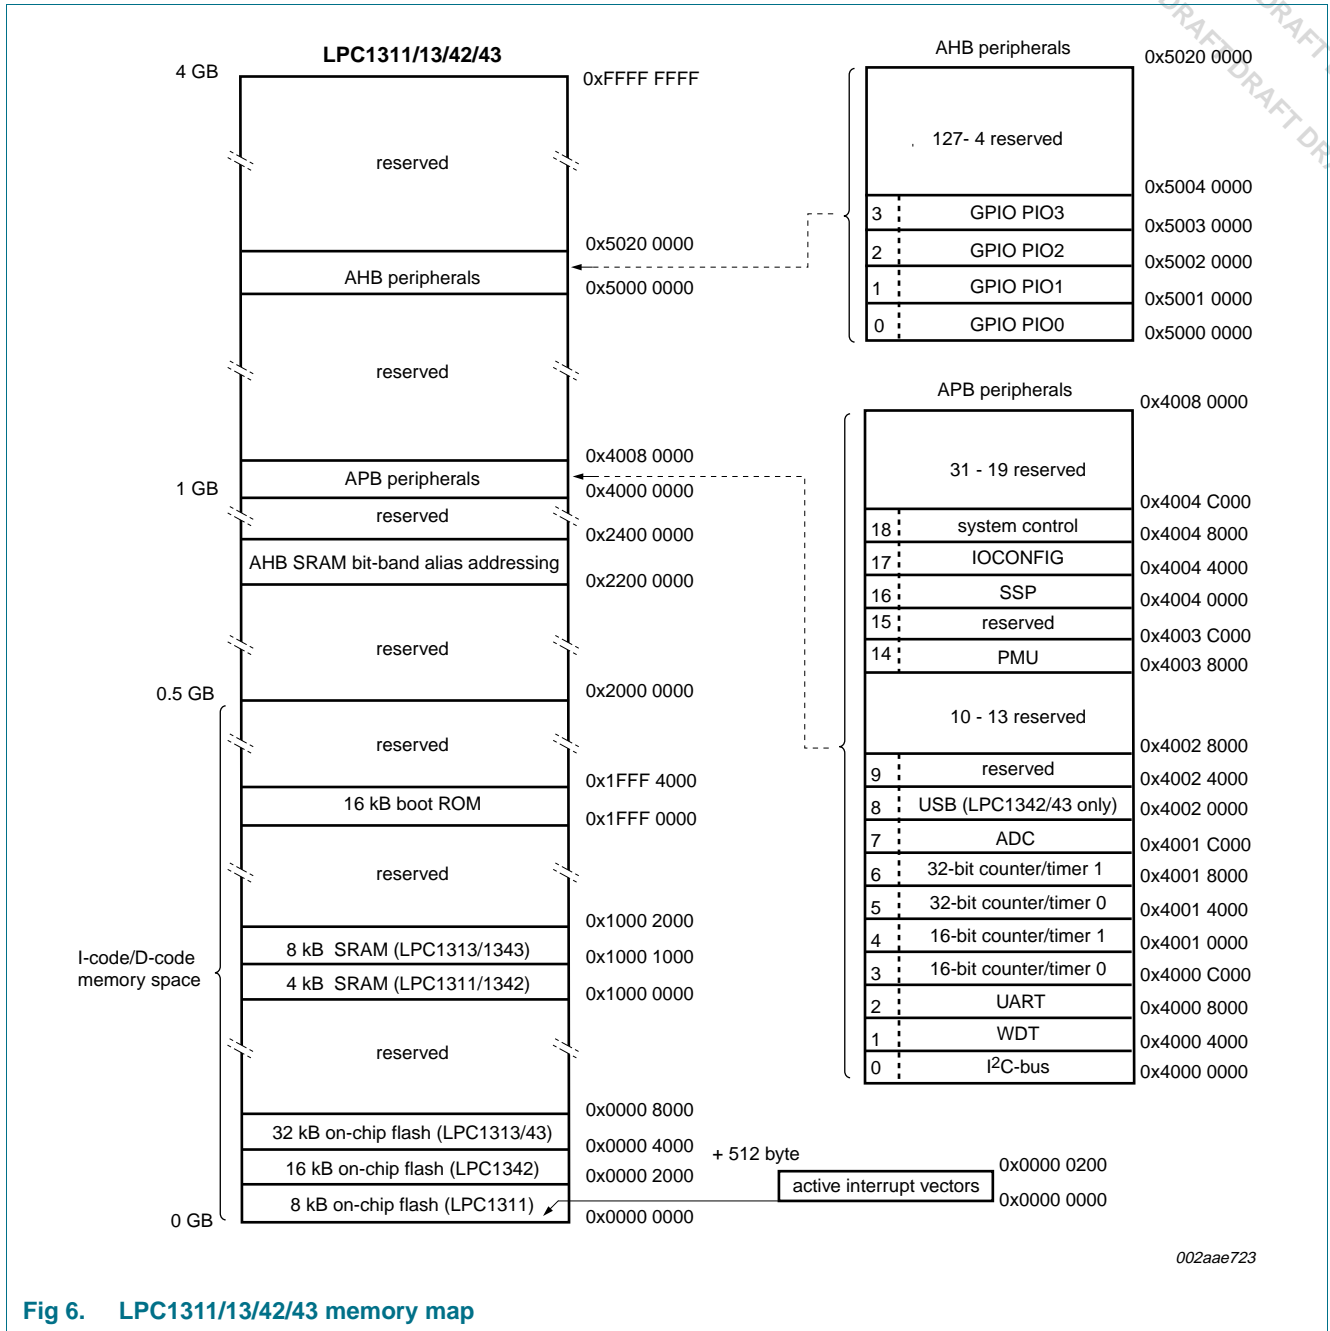 DRAFT DRAFT DRA
DRAFT DRAFT DR
LPC1311/13/42/43
4 GB
0xFFFF FFFF
reserved
0x5020 0000
AHB peripherals
0x5000 0000
reserved
0x4008 0000
APB peripherals
1 GB
0x4000 0000
reserved
0x2400 0000
AHB SRAM bit-band alias addressing
0x2200 0000
reserved
0.5 GB
0x2000 0000
reserved
0x1FFF 4000
16 kB boot ROM
0x1FFF 0000
reserved
0x1000 2000
8 kB SRAM (LPC1313/1343)
0x1000 1000
4 kB SRAM (LPC1311/1342)
0x1000 0000
I-code/D-code
memory space
reserved
0x0000 8000
32 kB on-chip flash (LPC1313/43)
0x0000 4000
16 kB on-chip flash (LPC1342)
0x0000 2000
8 kB on-chip flash (LPC1311)
0 GB
0x0000 0000
+ 512 byte
active interrupt vectors
0x0000 0200
0x0000 0000
AHB peripherals
0x5020 0000
127- 4 reserved
0x5004 0000
3 GPIO PIO3
0x5003 0000
2 GPIO PIO2
0x5002 0000
1 GPIO PIO1
0x5001 0000
0 GPIO PIO0
0x5000 0000
APB peripherals
0x4008 0000
31 - 19 reserved
0x4004 C000
18 system control
0x4004 8000
17 IOCONFIG
0x4004 4000
16 SSP
0x4004 0000
15 reserved
0x4003 C000
14 PMU
0x4003 8000
10 - 13 reserved
0x4002 8000
9 reserved
0x4002 4000
8 USB (LPC1342/43 only)
0x4002 0000
7 ADC
0x4001 C000
6 32-bit counter/timer 1
0x4001 8000
5 32-bit counter/timer 0
0x4001 4000
4 16-bit counter/timer 1
0x4001 0000
3 16-bit counter/timer 0
0x4000 C000
2 UART
0x4000 8000
1 WDT
0x4000 4000
0 I2C-bus
0x4000 0000
002aae723
Fig 6. LPC1311/13/42/43 memory map